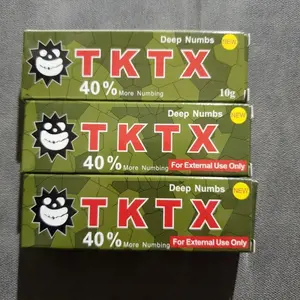 Deep Numbs
NEW
TKTX
40% More Numbing
10g
Deep Numbs
NEW
TKTX
40% More Numbing
For External Use Only
Deep Numbs
NEW
TKTX
40% More Numbing
For External Use Only